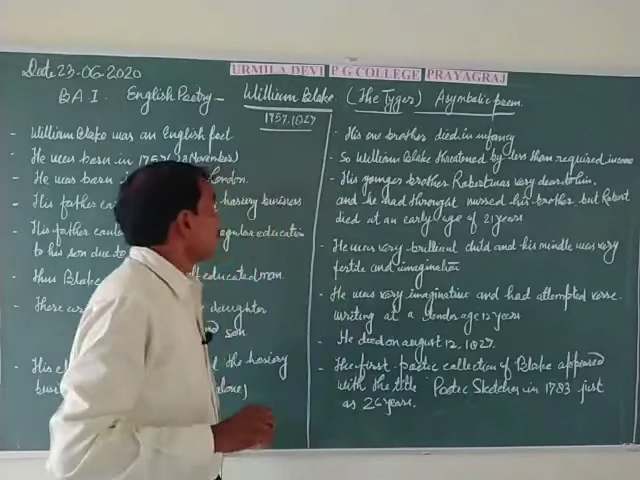 Date 23-06-2020
URMILA DEVI P G COLLEGE PRAYAGRAJ
BA I. English Poetry - William Blake (The Tyger) A symbolic poem.
1757-1827
- William Blake was an English Poet
- He was born in 1757 (28 November)
- He was born London.
- His father hosiery business
- His father regular education
to his son due to
- Thus Blake self educated man.
- There daughter
and son
- His the hosiery
- His one brother died in infancy
- So William Blake threatened by less than required income
- His younger brother Robert was very dear to him.
and he had throught nursed his brother but Robert
died at an early age of 21 years
- He was very brilliant child and his mind was very
fertile and imagination
- He was very imaginative and had attempted verse
writing at a tender age 12 years
- He died on august 12, 1827.
- The first poetic collection of Blake appeared
with the title Poetic Sketches in 1783 just
as 26 years.